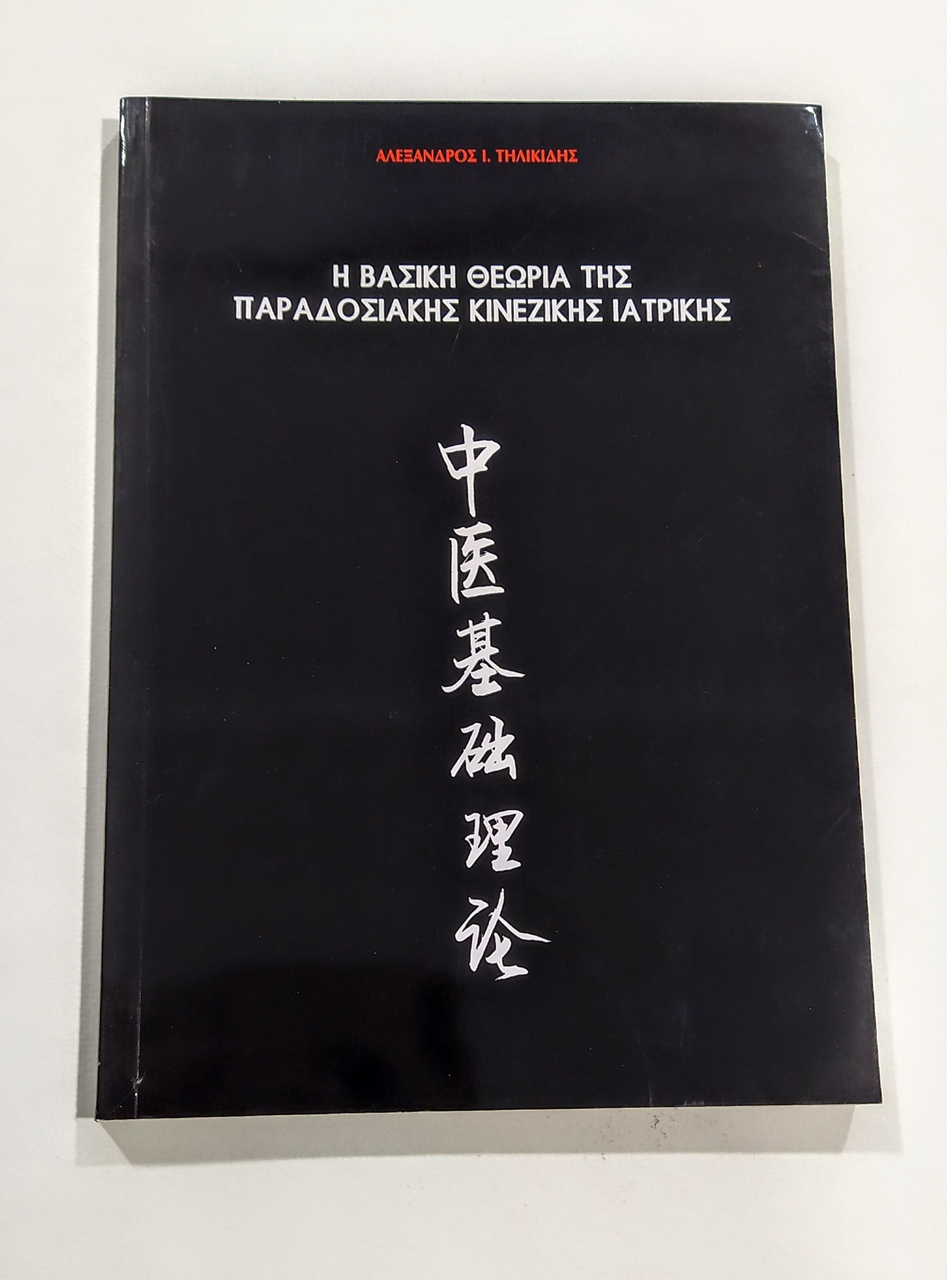 ΑΛΕΞΑΝΔΡΟΣ Ι. ΤΗΛΙΚΙΔΗΣ
Η ΒΑΣΙΚΗ ΘΕΩΡΙΑ ΤΗΣ
ΠΑΡΑΔΟΣΙΑΚΗΣ ΚΙΝΕΖΙΚΗΣ ΙΑΤΡΙΚΗΣ
中医基础理论